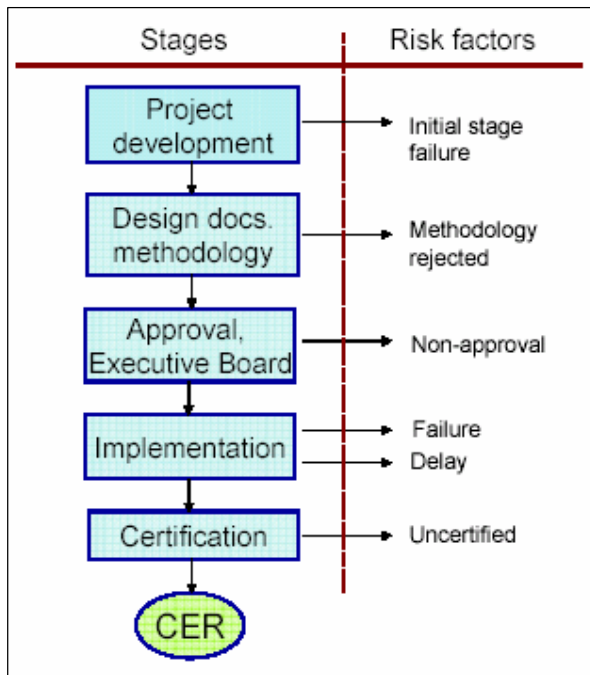 Stages
Risk factors
Project
development
Initial stage
failure
Design docs.
methodology
Methodology
rejected
Approval,
Executive Board
Non-approval
Implementation
Failure
Delay
Certification
Uncertified
CER